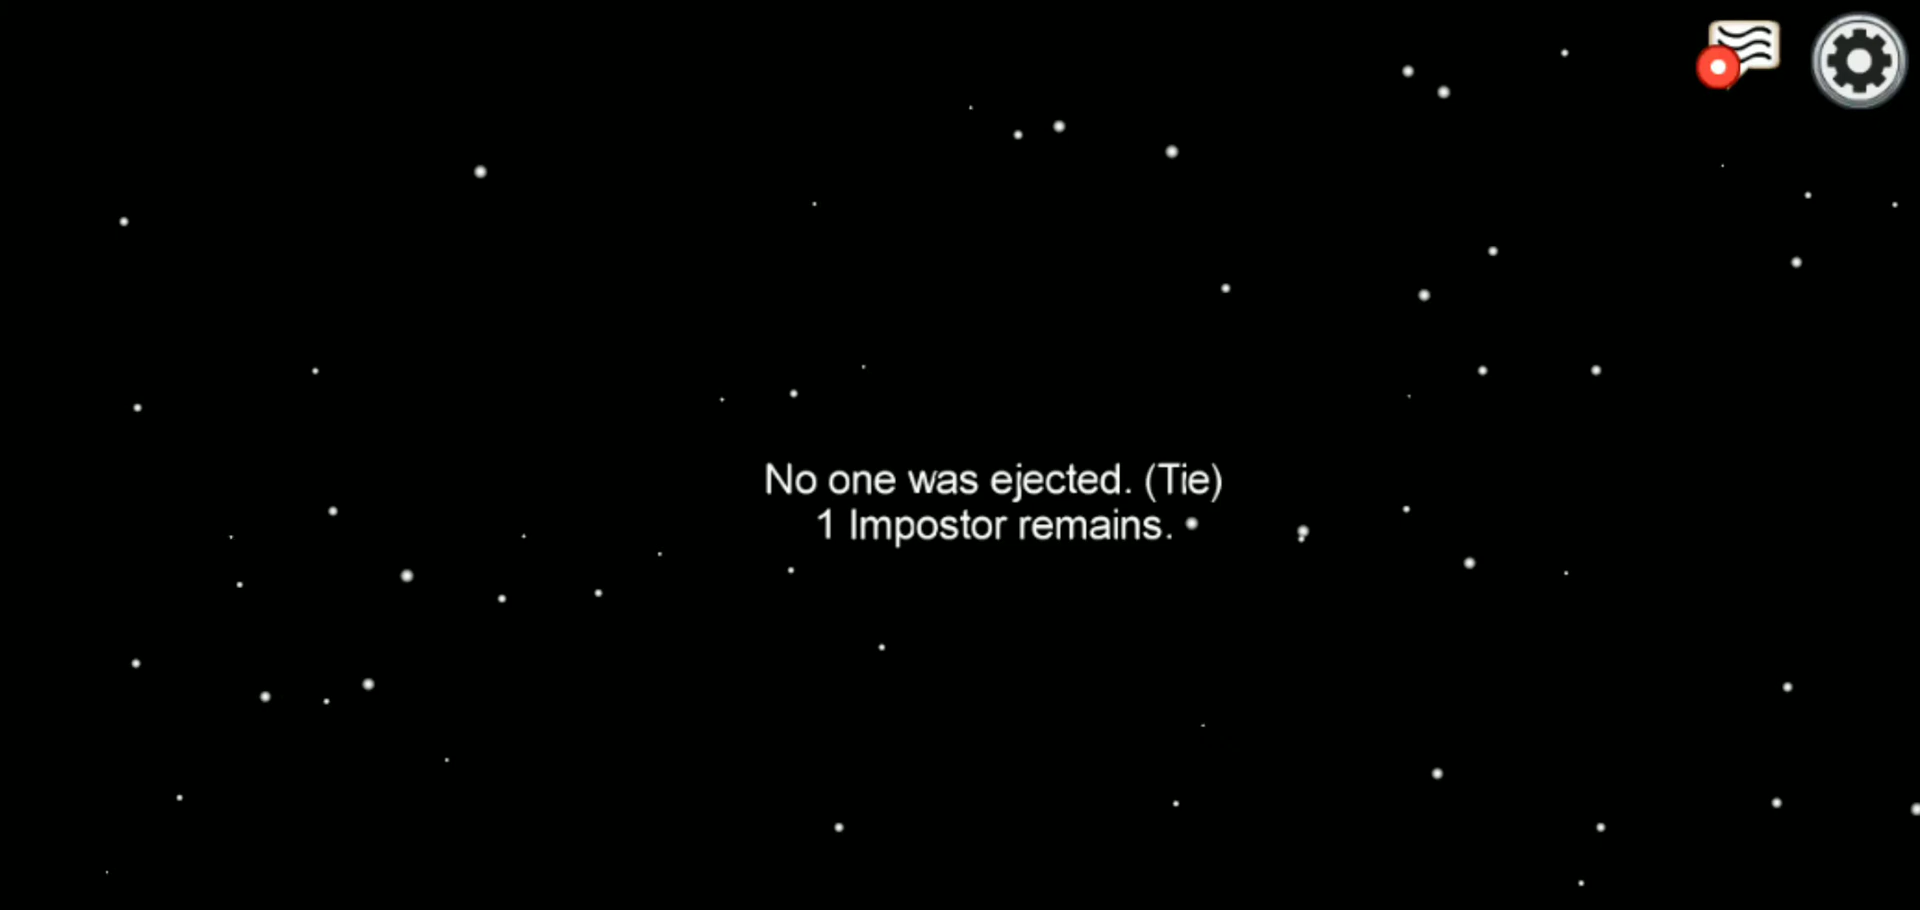 No one was ejected. (Tie)
1 Impostor remains.